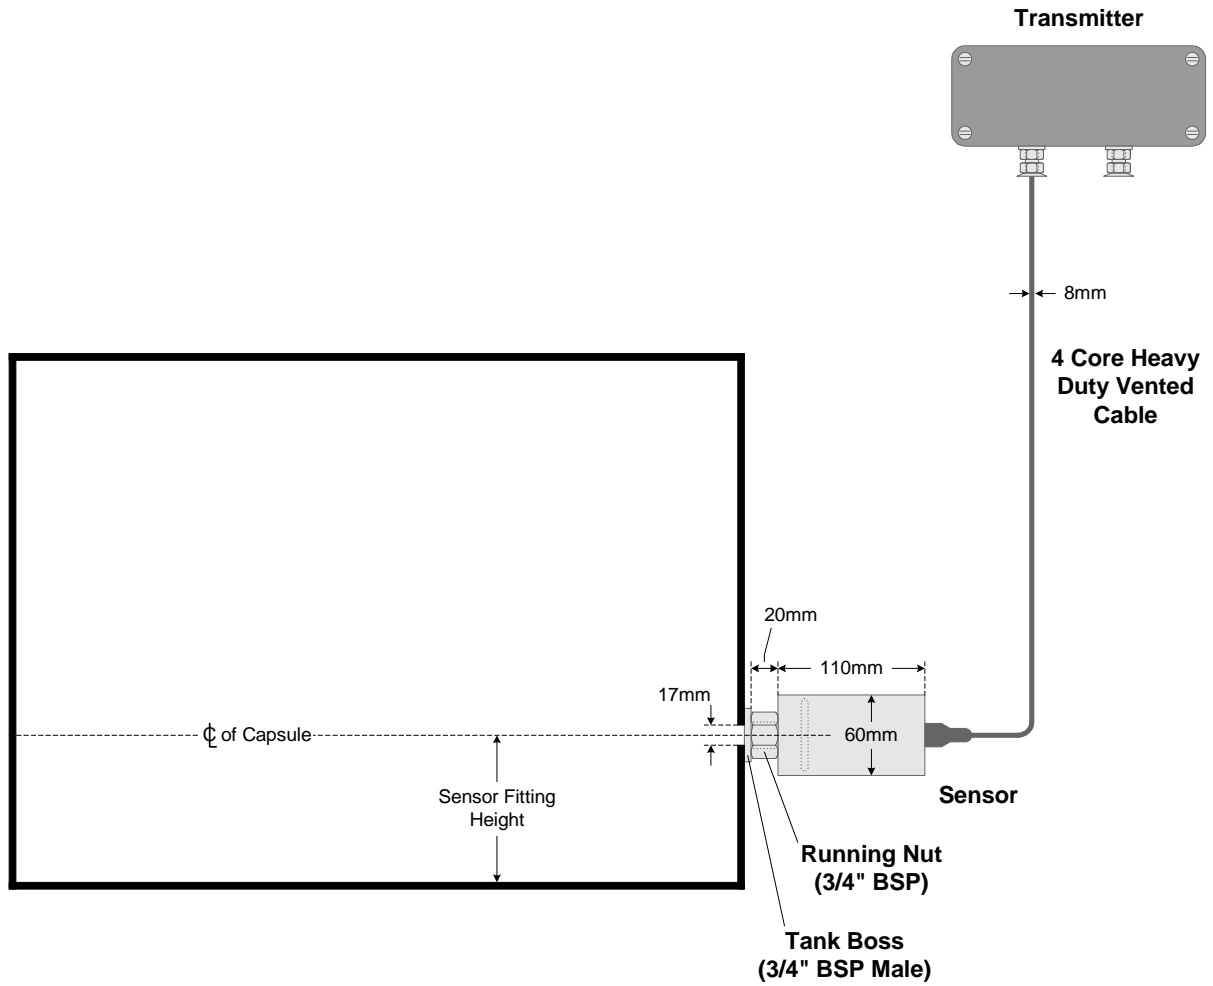 Transmitter
8mm
4 Core Heavy
Duty Vented
Cable
20mm
110mm
17mm
℄ of Capsule
60mm
Sensor Fitting
Height
Sensor
Running Nut
(3/4" BSP)
Tank Boss
(3/4" BSP Male)